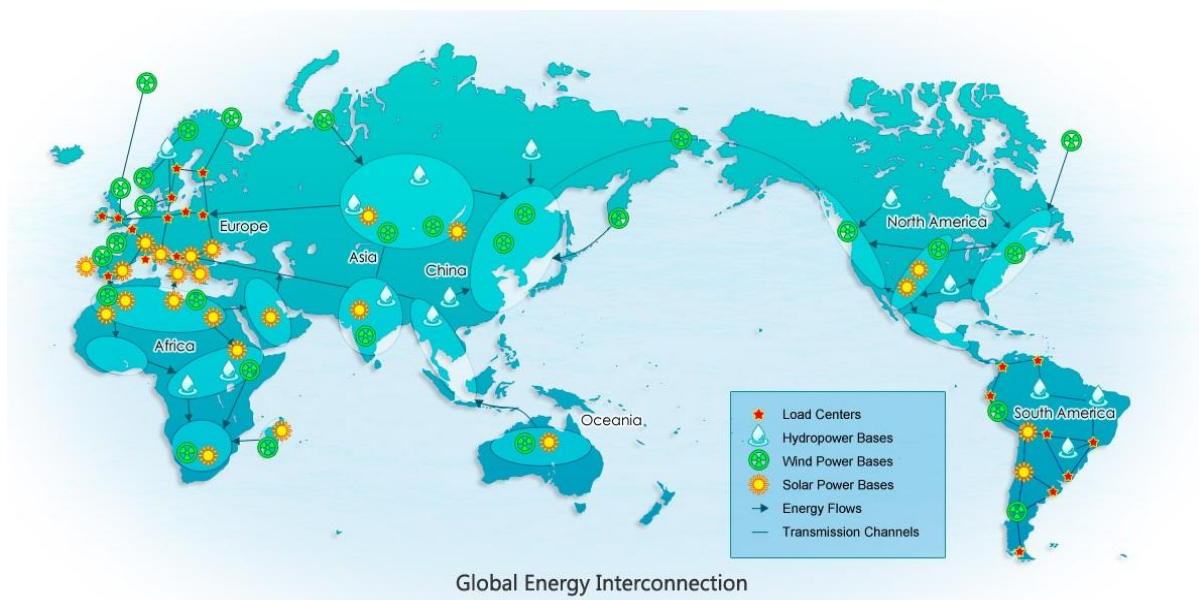 Europe
Asia
China
Africa
Oceania
North America
South America
Load Centers
Hydropower Bases
Wind Power Bases
Solar Power Bases
Energy Flows
Transmission Channels
Global Energy Interconnection